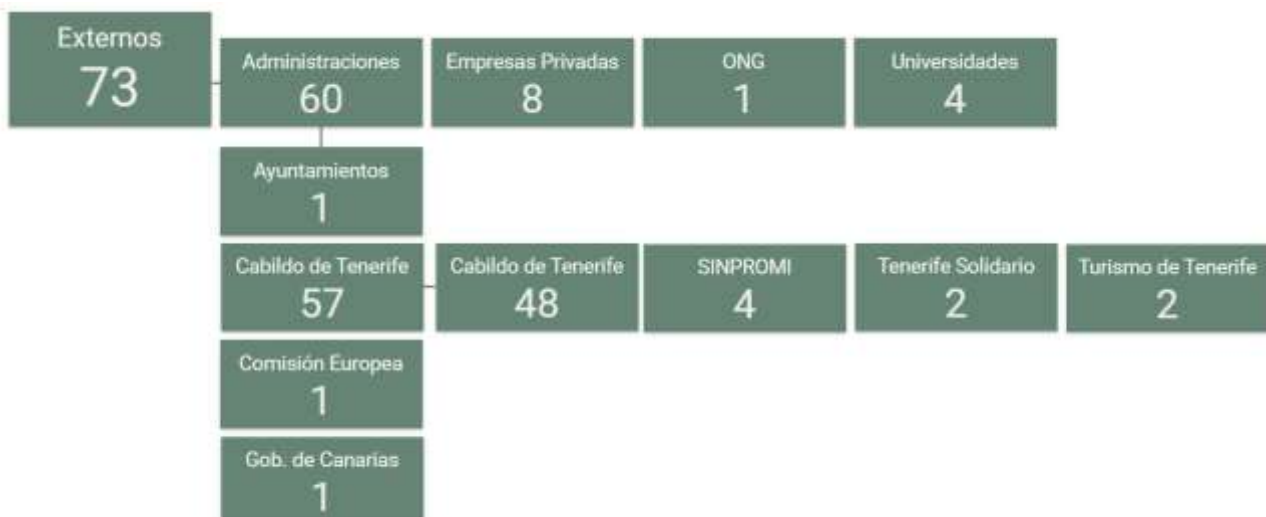 Externos
73
Administraciones
60
Empresas Privadas
8
ONG
1
Universidades
4
Ayuntamientos
1
Cabildo de Tenerife
57
Cabildo de Tenerife
48
SINPROMI
4
Tenerife Solidario
2
Turismo de Tenerife
2
Comisión Europea
1
Gob. de Canarias
1